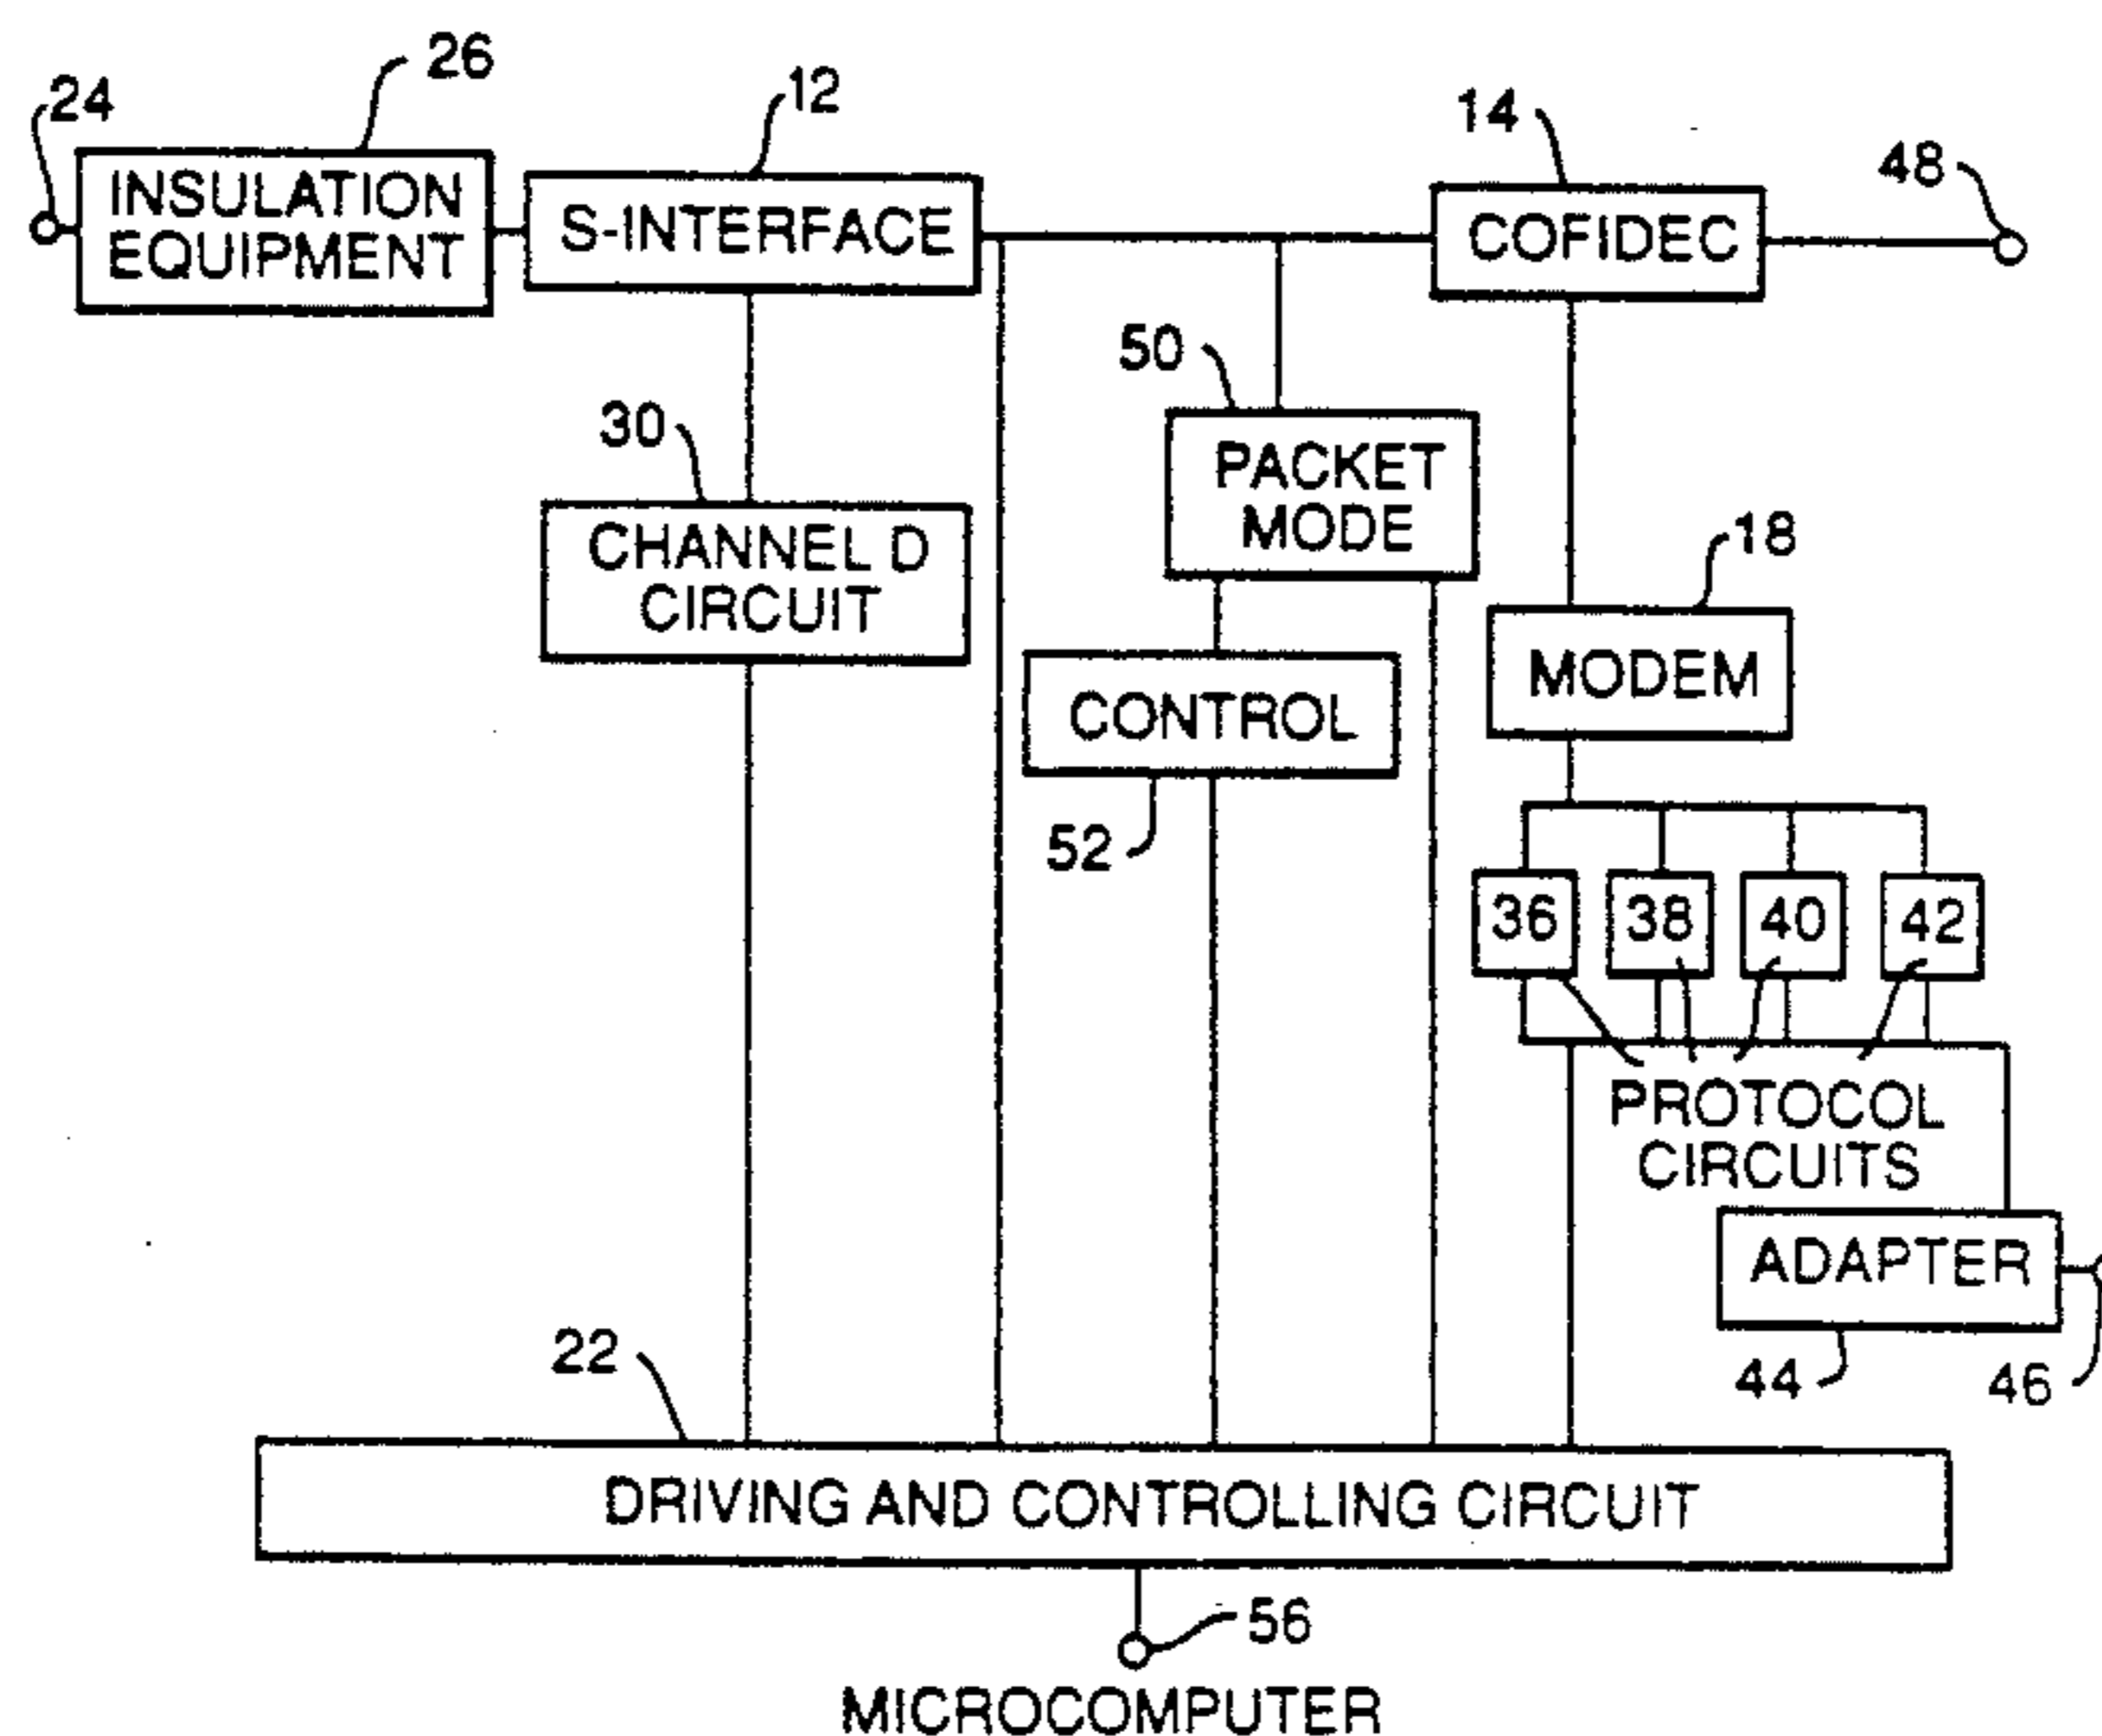 26
24
12
14
48
INSULATION
EQUIPMENT
S-INTERFACE
COFIDEC
50
30
PACKET
MODE
CHANNEL D
CIRCUIT
18
MODEM
CONTROL
52
36 38 40 42
PROTOCOL
CIRCUITS
ADAPTER
22
44
46
DRIVING AND CONTROLLING CIRCUIT
56
MICROCOMPUTER